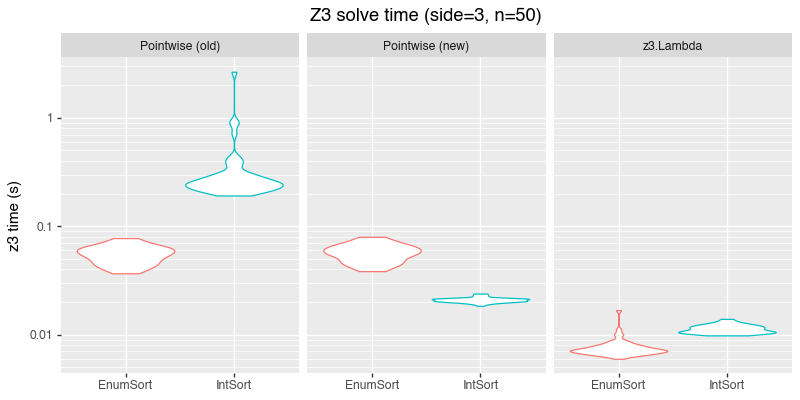 Z3 solve time (side=3, n=50)
Pointwise (old)
Pointwise (new)
z3.Lambda
z3 time (s)
1
0.1
0.01
EnumSort
IntSort
EnumSort
IntSort
EnumSort
IntSort